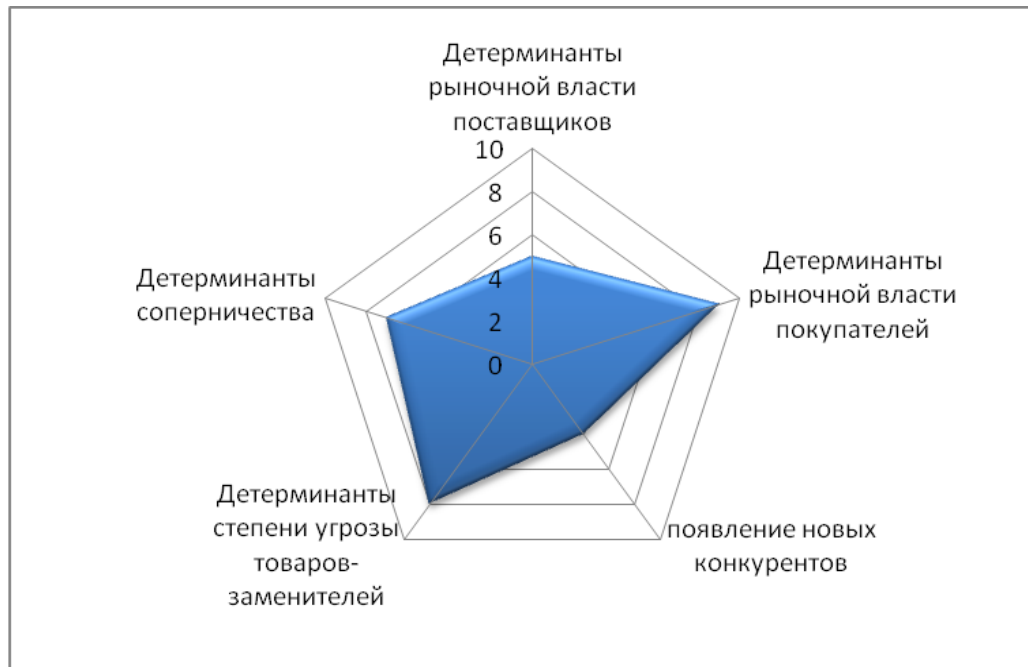 Детерминанты
рыночной власти
поставщиков
10
8
6
4
2
0
Детерминанты
рыночной власти
покупателей
появление новых
конкурентов
Детерминанты
степени угрозы
товаров-
заменителей
Детерминанты
соперничества